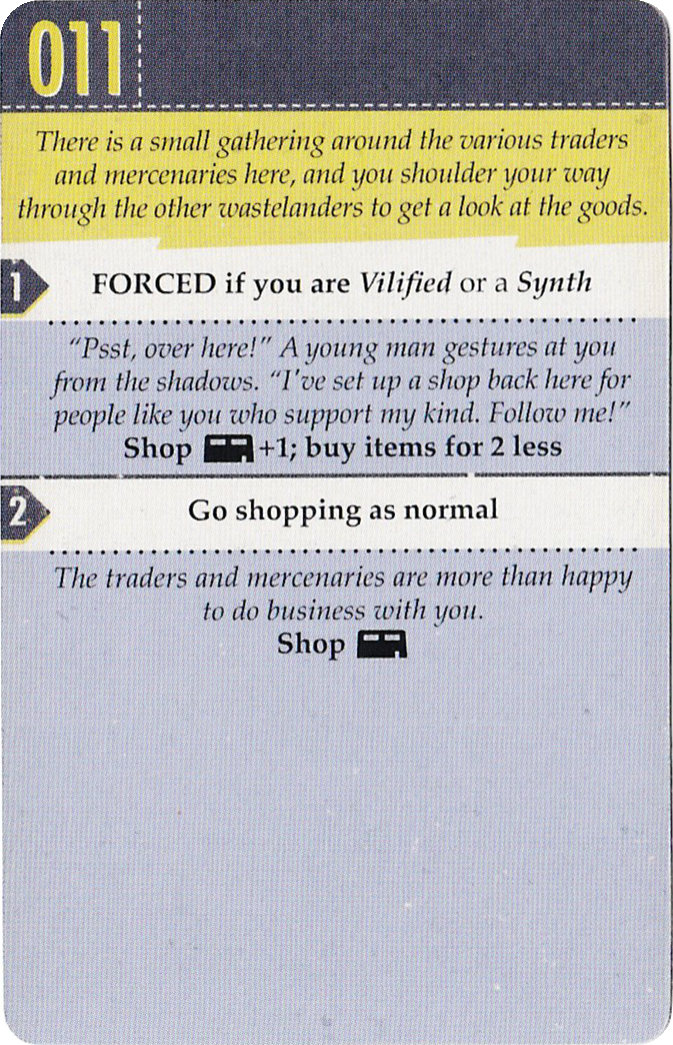 011
There is a small gathering around the various traders
and mercenaries here, and you shoulder your way
through the other wastelanders to get a look at the goods.
1 FORCED if you are Vilified or a Synth
“Psst, over here!” A young man gestures at you
from the shadows. “I've set up a shop back here for
people like you who support my kind. Follow me!”
Shop +1; buy items for 2 less
2 Go shopping as normal
The traders and mercenaries are more than happy
to do business with you.
Shop